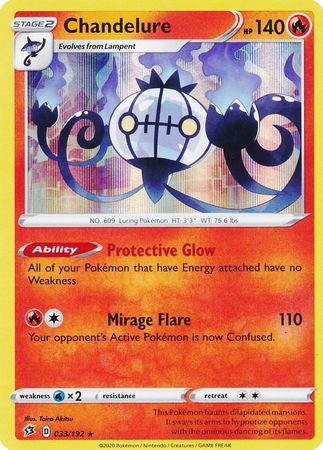 STAGE2 Chandelure HP 140
Evolves from Lampent
NO. 609 Luring Pokémon HT: 3'3" WT: 75.6 lbs.
Ability Protective Glow
All of your Pokémon that have Energy attached have no
Weakness.
Mirage Flare 110
Your opponent's Active Pokémon is now Confused.
weakness ×2 resistance retreat
Illus. Taira Akitsu
D 033/192 ★
This Pokémon haunts dilapidated mansions.
It sways its arms to hypnotize opponents
with the ominous dancing of its flames.
©2020 Pokémon / Nintendo / Creatures / GAME FREAK.